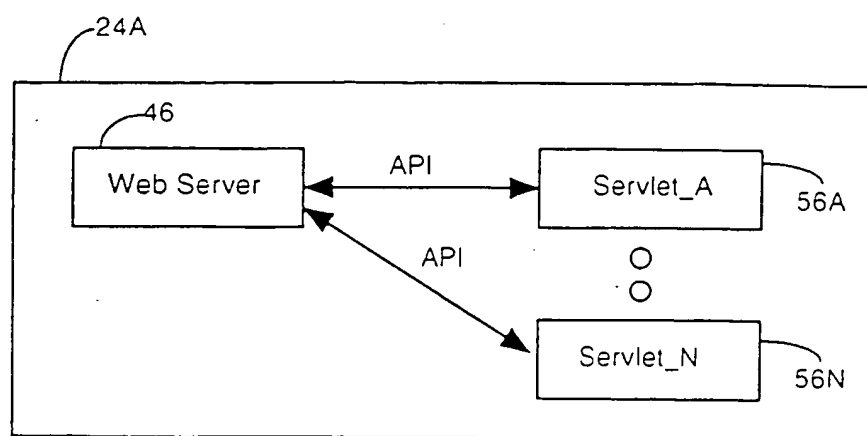 24A
46
Web Server
API
Servlet_A
56A
API
Servlet_N
56N